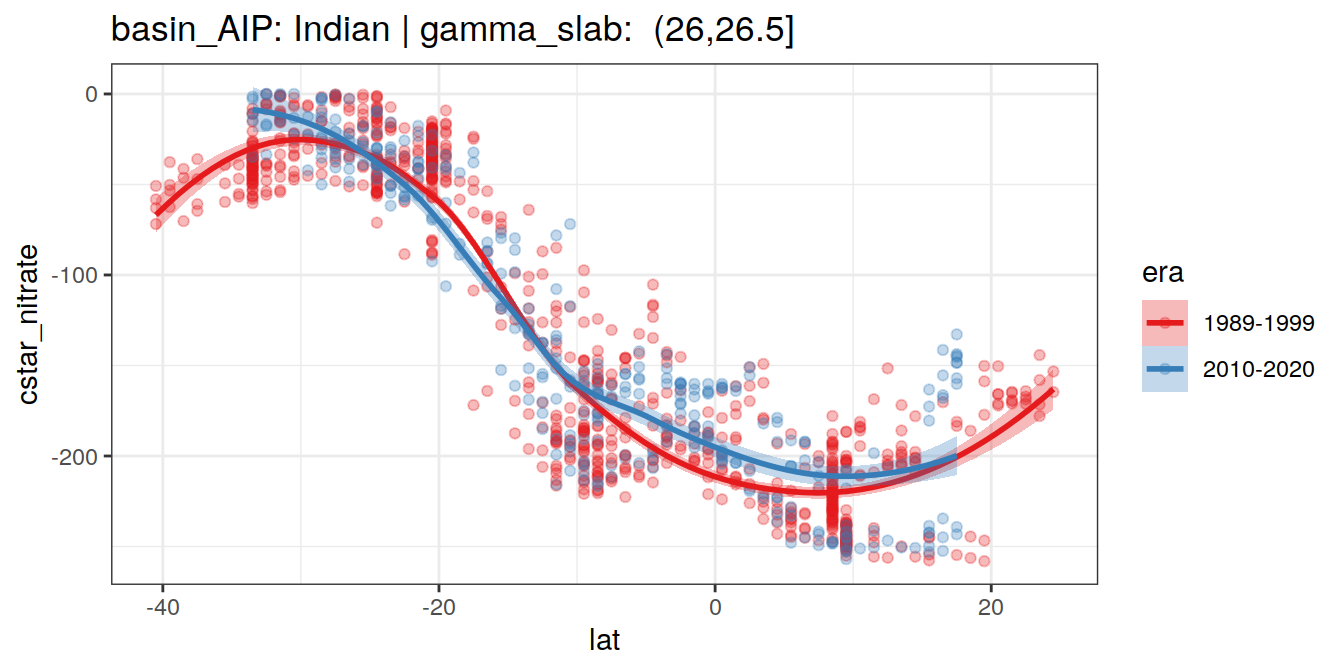 basin_AIP: Indian | gamma_slab:  (26,26.5]
cstar_nitrate
0
-100
-200
-40
-20
0
20
lat
era
1989-1999
2010-2020